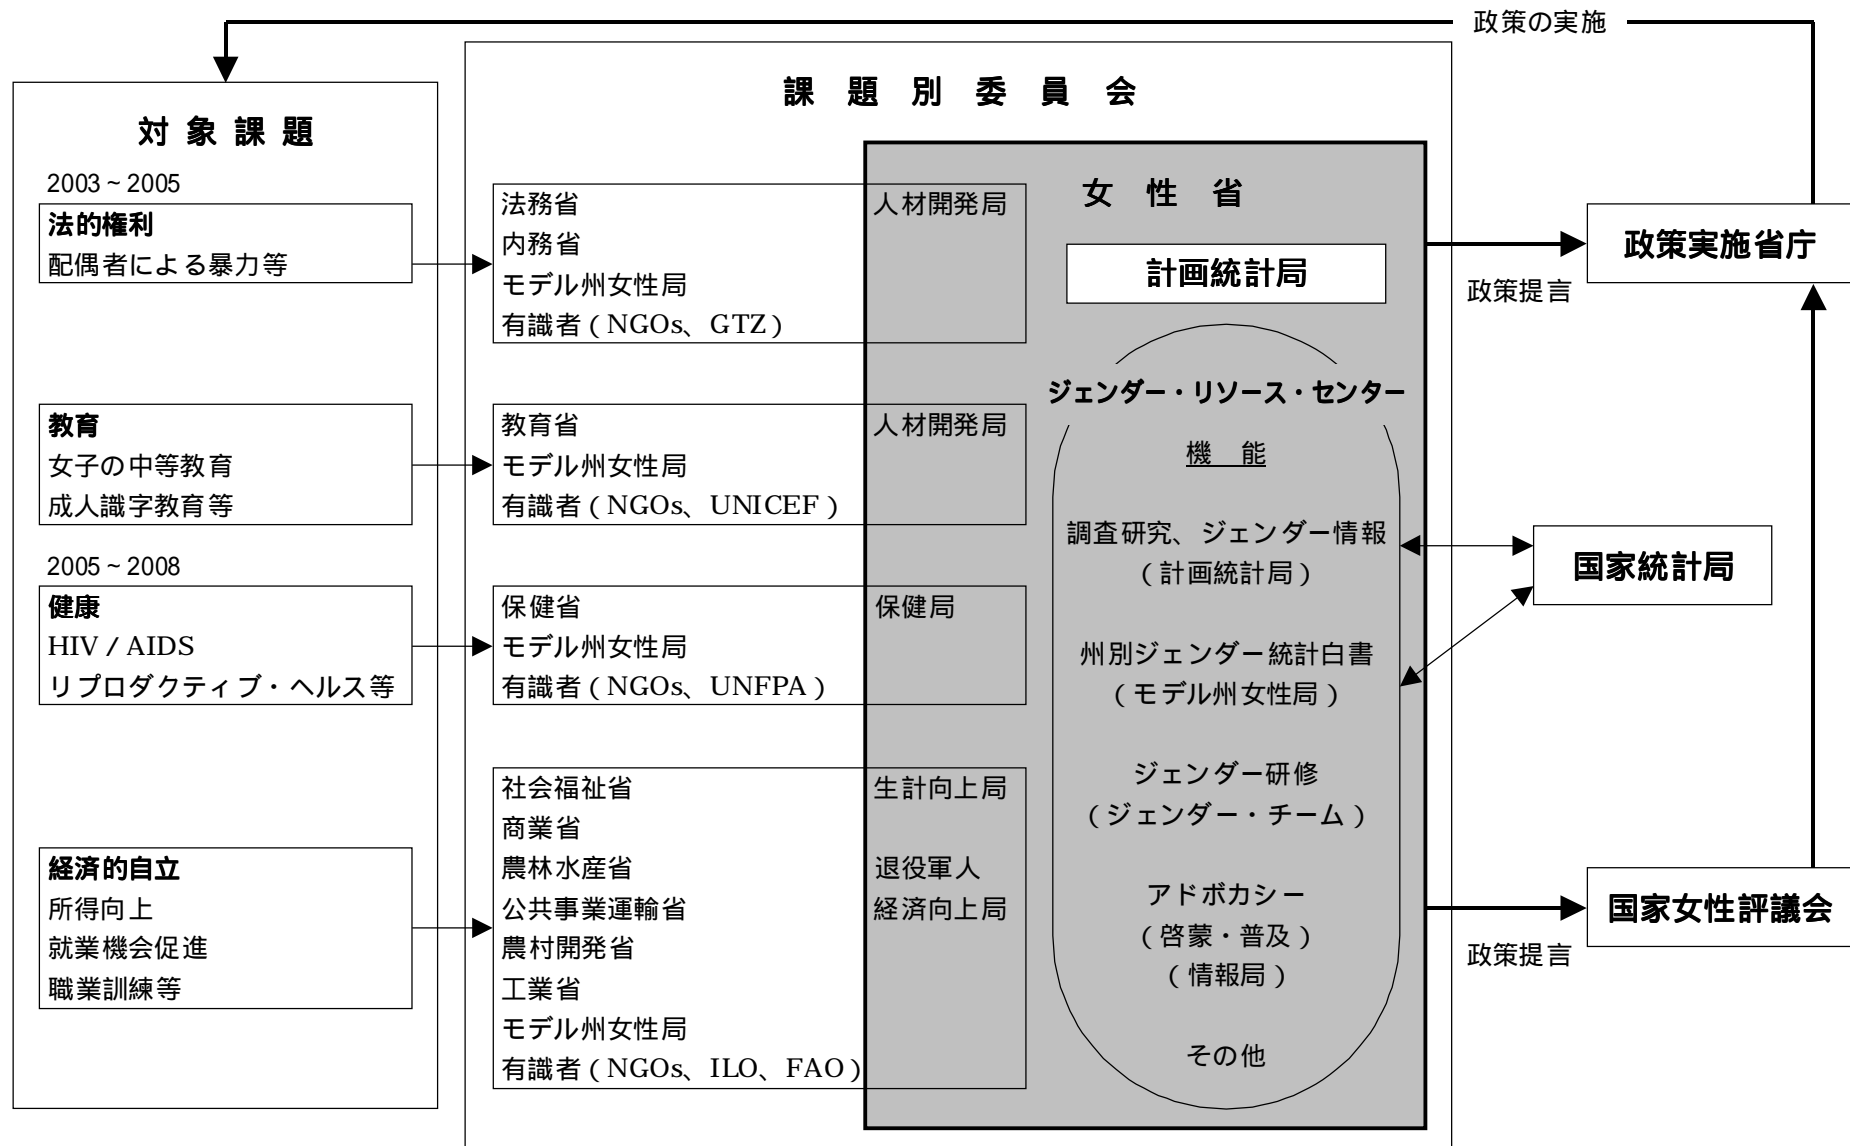 政策の実施
対象課題
2003～2005
法的権利
配偶者による暴力等
教育
女子の中等教育
成人識字教育等
2005～2008
健康
HIV / AIDS
リプロダクティブ・ヘルス等
経済的自立
所得向上
就業機会促進
職業訓練等
課題別委員会
法務省
内務省
モデル州女性局
有識者（NGOs、GTZ）
人材開発局
教育省
モデル州女性局
有識者（NGOs、UNICEF）
人材開発局
保健省
モデル州女性局
有識者（NGOs、UNFPA）
保健局
社会福祉省
商業省
農林水産省
公共事業運輸省
農村開発省
工業省
モデル州女性局
有識者（NGOs、ILO、FAO）
生計向上局
退役軍人
経済向上局
女性省
計画統計局
ジェンダー・リソース・センター
機 能
調査研究、ジェンダー情報
（計画統計局）
州別ジェンダー統計白書
（モデル州女性局）
ジェンダー研修
（ジェンダー・チーム）
アドボカシー
（啓蒙・普及）
（情報局）
その他
政策実施省庁
政策提言
国家統計局
国家女性評議会
政策提言